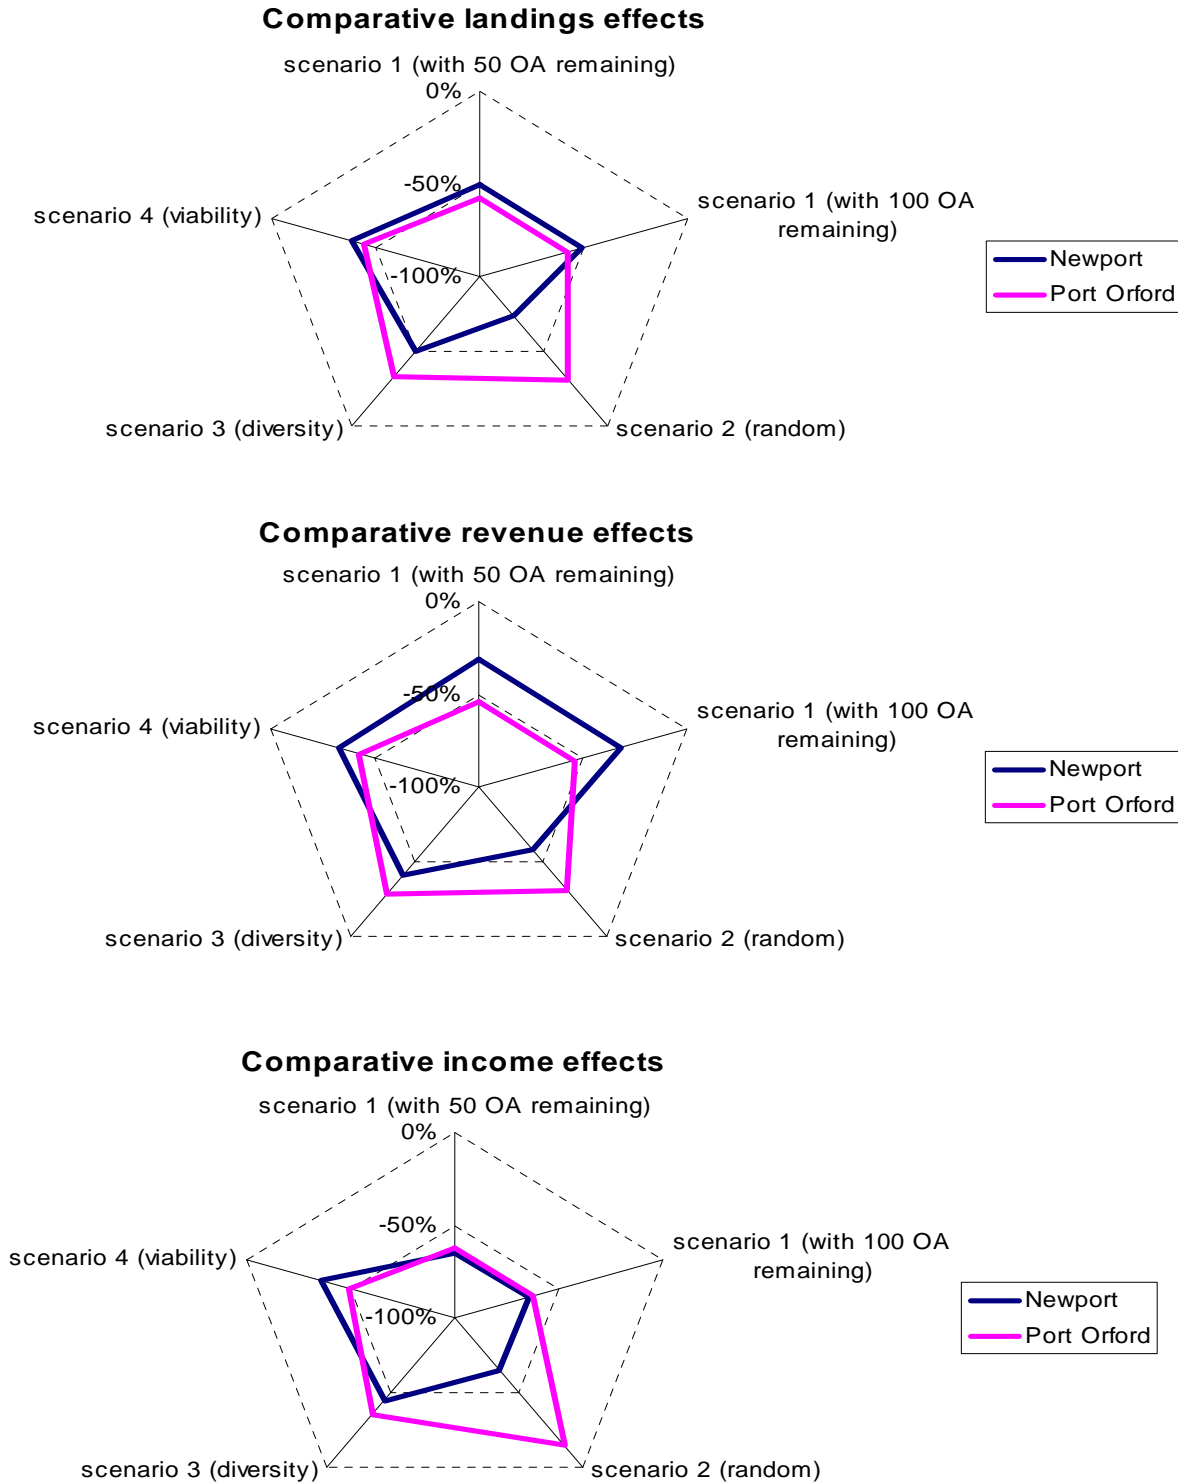 Comparative landings effects
scenario 1 (with 50 OA remaining)
0%
-50%
-100%
scenario 1 (with 100 OA
remaining)
scenario 4 (viability)
scenario 3 (diversity)
scenario 2 (random)
Newport
Port Orford
Comparative revenue effects
scenario 1 (with 50 OA remaining)
0%
-50%
-100%
scenario 1 (with 100 OA
remaining)
scenario 4 (viability)
scenario 3 (diversity)
scenario 2 (random)
Newport
Port Orford
Comparative income effects
scenario 1 (with 50 OA remaining)
0%
-50%
-100%
scenario 1 (with 100 OA
remaining)
scenario 4 (viability)
scenario 3 (diversity)
scenario 2 (random)
Newport
Port Orford